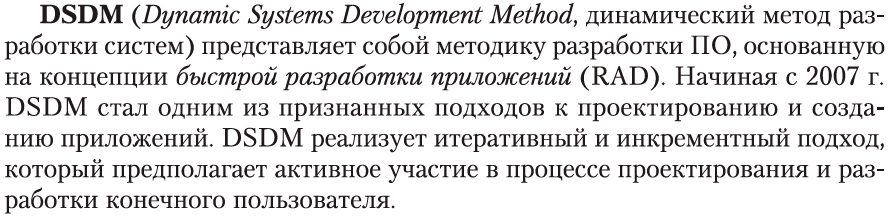 DSDM (Dynamic Systems Development Method, динамический метод раз-
работки систем) представляет собой методику разработки ПО, основанную
на концепции быстрой разработки приложений (RAD). Начиная с 2007 г.
DSDM стал одним из признанных подходов к проектированию и созда-
нию приложений. DSDM реализует итеративный и инкрементный подход,
который предполагает активное участие в процессе проектирования и раз-
работки конечного пользователя.